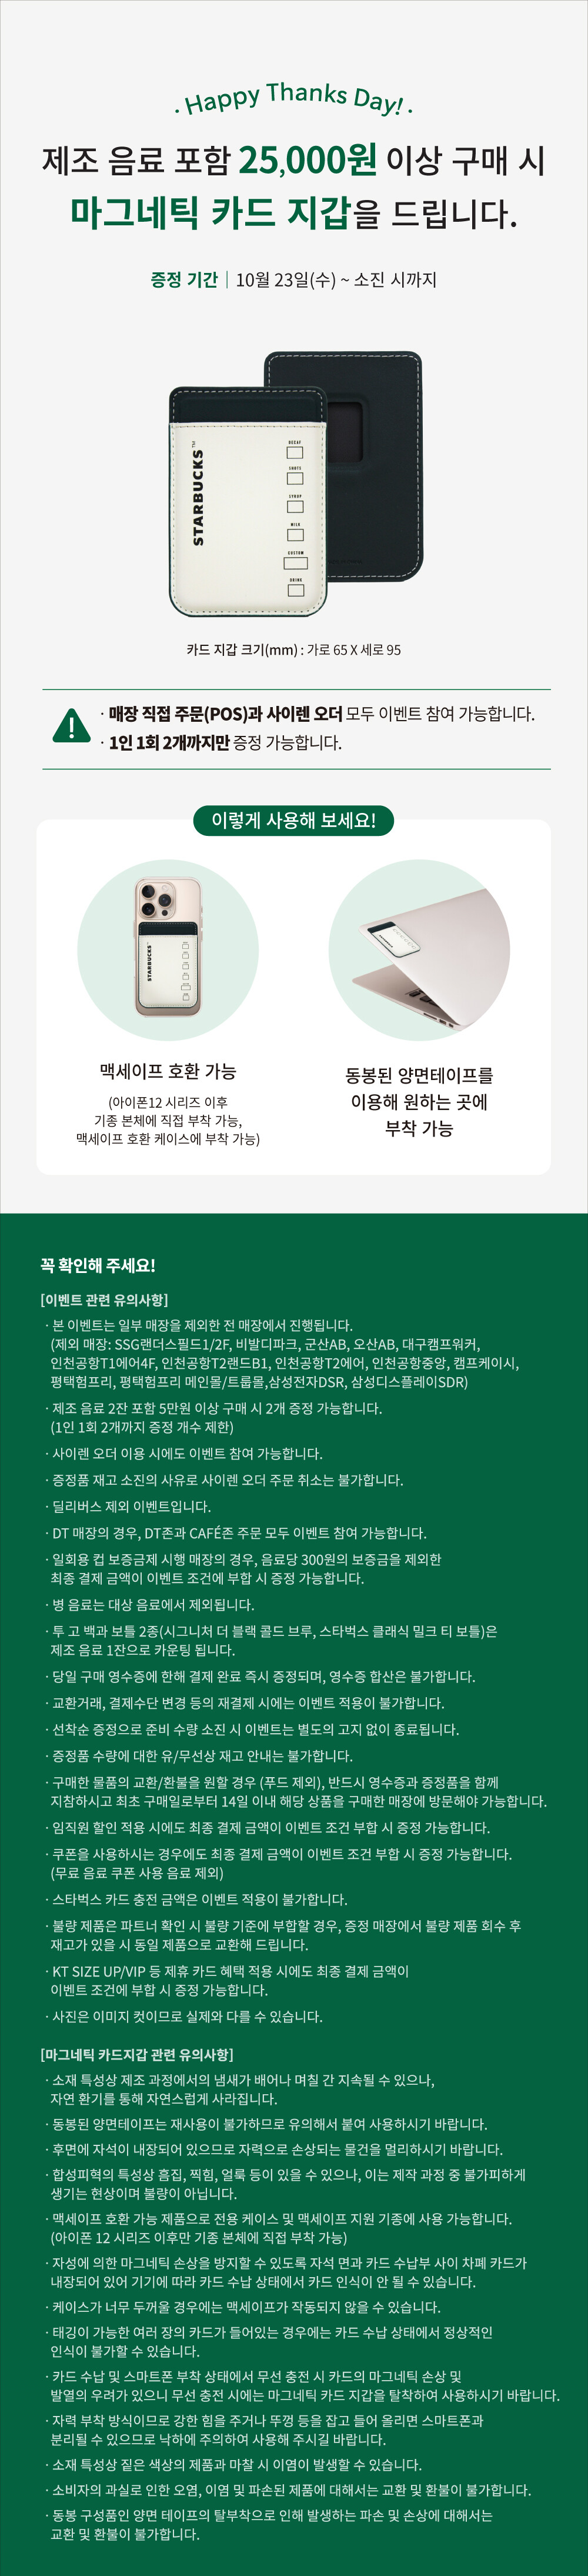 . Happy Thanks Day! .
제조 음료 포함 25,000원 이상 구매 시
마그네틱 카드 지갑을 드립니다.
증정 기간 | 10월 23일(수) ~ 소진 시까지
STARBUCKS™
DECAF
SHOTS
SYRUP
MILK
CUSTOM
DRINK
카드 지갑 크기(mm) : 가로 65 X 세로 95
· 매장 직접 주문(POS)과 사이렌 오더 모두 이벤트 참여 가능합니다.
· 1인 1회 2개까지만 증정 가능합니다.
이렇게 사용해 보세요!
STARBUCKS
STARBUCKS
맥세이프 호환 가능
(아이폰12 시리즈 이후
기종 본체에 직접 부착 가능,
맥세이프 호환 케이스에 부착 가능)
동봉된 양면테이프를
이용해 원하는 곳에
부착 가능
꼭 확인해 주세요!
[이벤트 관련 유의사항]
· 본 이벤트는 일부 매장을 제외한 전 매장에서 진행됩니다.
(제외 매장: SSG랜더스필드1/2F, 비발디파크, 군산AB, 오산AB, 대구캠프워커,
인천공항T1에어4F, 인천공항T2랜드B1, 인천공항T2에어, 인천공항중앙, 캠프케이시,
평택험프리, 평택험프리 메인몰/트룹몰,삼성전자DSR, 삼성디스플레이SDR)
· 제조 음료 2잔 포함 5만원 이상 구매 시 2개 증정 가능합니다.
(1인 1회 2개까지 증정 개수 제한)
· 사이렌 오더 이용 시에도 이벤트 참여 가능합니다.
· 증정품 재고 소진의 사유로 사이렌 오더 주문 취소는 불가합니다.
· 딜리버스 제외 이벤트입니다.
· DT 매장의 경우, DT존과 CAFÉ존 주문 모두 이벤트 참여 가능합니다.
· 일회용 컵 보증금제 시행 매장의 경우, 음료당 300원의 보증금을 제외한
최종 결제 금액이 이벤트 조건에 부합 시 증정 가능합니다.
· 병 음료는 대상 음료에서 제외됩니다.
· 투 고 백과 보틀 2종(시그니처 더 블랙 콜드 브루, 스타벅스 클래식 밀크 티 보틀)은
제조 음료 1잔으로 카운팅 됩니다.
· 당일 구매 영수증에 한해 결제 완료 즉시 증정되며, 영수증 합산은 불가합니다.
· 교환거래, 결제수단 변경 등의 재결제 시에는 이벤트 적용이 불가합니다.
· 선착순 증정으로 준비 수량 소진 시 이벤트는 별도의 고지 없이 종료됩니다.
· 증정품 수량에 대한 유/무선상 재고 안내는 불가합니다.
· 구매한 물품의 교환/환불을 원할 경우 (푸드 제외), 반드시 영수증과 증정품을 함께
지참하시고 최초 구매일로부터 14일 이내 해당 상품을 구매한 매장에 방문해야 가능합니다.
· 임직원 할인 적용 시에도 최종 결제 금액이 이벤트 조건 부합 시 증정 가능합니다.
· 쿠폰을 사용하시는 경우에도 최종 결제 금액이 이벤트 조건 부합 시 증정 가능합니다.
(무료 음료 쿠폰 사용 음료 제외)
· 스타벅스 카드 충전 금액은 이벤트 적용이 불가합니다.
· 불량 제품은 파트너 확인 시 불량 기준에 부합할 경우, 증정 매장에서 불량 제품 회수 후
재고가 있을 시 동일 제품으로 교환해 드립니다.
· KT SIZE UP/VIP 등 제휴 카드 혜택 적용 시에도 최종 결제 금액이
이벤트 조건에 부합 시 증정 가능합니다.
· 사진은 이미지 컷이므로 실제와 다를 수 있습니다.
[마그네틱 카드지갑 관련 유의사항]
· 소재 특성상 제조 과정에서의 냄새가 배어나 며칠 간 지속될 수 있으나,
자연 환기를 통해 자연스럽게 사라집니다.
· 동봉된 양면테이프는 재사용이 불가하므로 유의해서 붙여 사용하시기 바랍니다.
· 후면에 자석이 내장되어 있으므로 자력으로 손상되는 물건을 멀리하시기 바랍니다.
· 합성피혁의 특성상 흠집, 찍힘, 얼룩 등이 있을 수 있으나, 이는 제작 과정 중 불가피하게
생기는 현상이며 불량이 아닙니다.
· 맥세이프 호환 가능 제품으로 전용 케이스 및 맥세이프 지원 기종에 사용 가능합니다.
(아이폰 12 시리즈 이후만 기종 본체에 직접 부착 가능)
· 자성에 의한 마그네틱 손상을 방지할 수 있도록 자석 면과 카드 수납부 사이 차폐 카드가
내장되어 있어 기기에 따라 카드 수납 상태에서 카드 인식이 안 될 수 있습니다.
· 케이스가 너무 두꺼울 경우에는 맥세이프가 작동되지 않을 수 있습니다.
· 태깅이 가능한 여러 장의 카드가 들어있는 경우에는 카드 수납 상태에서 정상적인
인식이 불가할 수 있습니다.
· 카드 수납 및 스마트폰 부착 상태에서 무선 충전 시 카드의 마그네틱 손상 및
발열의 우려가 있으니 무선 충전 시에는 마그네틱 카드 지갑을 탈착하여 사용하시기 바랍니다.
· 자력 부착 방식이므로 강한 힘을 주거나 뚜껑 등을 잡고 들어 올리면 스마트폰과
분리될 수 있으므로 낙하에 주의하여 사용해 주시길 바랍니다.
· 소재 특성상 짙은 색상의 제품과 마찰 시 이염이 발생할 수 있습니다.
· 소비자의 과실로 인한 오염, 이염 및 파손된 제품에 대해서는 교환 및 환불이 불가합니다.
· 동봉 구성품인 양면 테이프의 탈부착으로 인해 발생하는 파손 및 손상에 대해서는
교환 및 환불이 불가합니다.